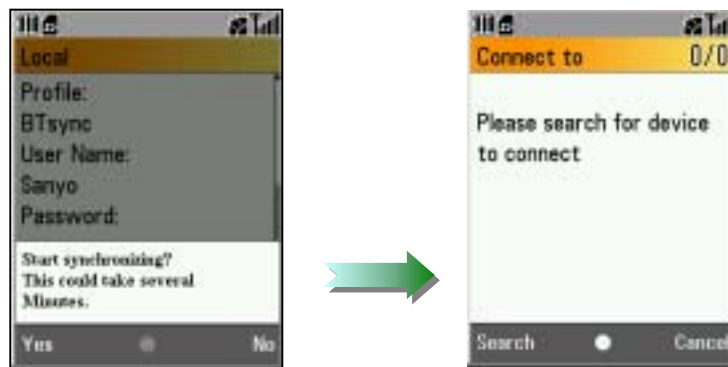 Local
Profile:
BTsync
User Name:
Sanyo
Password:
Start synchronizing?
This could take several
Minutes.
Yes No
Connect to 0/0
Please search for device
to connect
Search Cancel